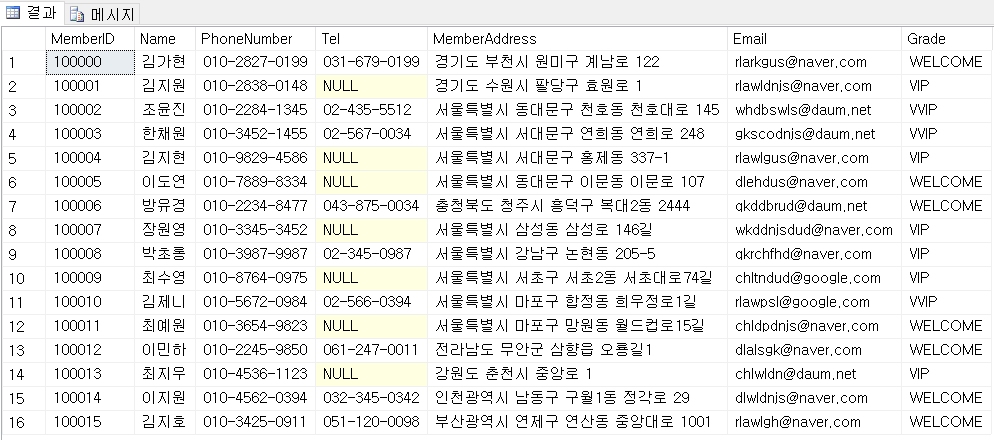 결과 메시지
MemberID Name PhoneNumber Tel MemberAddress Email Grade
1 100000 김가현 010-2827-0199 031-679-0199 경기도 부천시 원미구 계남로 122 rlarkgus@naver.com WELCOME
2 100001 김지원 010-2838-0148 NULL 경기도 수원시 팔당구 효원로 1 rlawldnjs@naver.com VIP
3 100002 조윤진 010-2284-1345 02-435-5512 서울특별시 동대문구 천호동 천호대로 145 whdbswls@daum.net VVIP
4 100003 한채원 010-3452-1455 02-567-0034 서울특별시 서대문구 연희동 연희로 248 gkscodnjs@daum.net VVIP
5 100004 김지현 010-9829-4586 NULL 서울특별시 서대문구 홍제동 337-1 rlawlgus@naver.com VIP
6 100005 이도연 010-7889-8334 NULL 서울특별시 동대문구 이문동 이문로 107 dlehdus@naver.com WELCOME
7 100006 방유경 010-2234-8477 043-875-0034 충청북도 청주시 흥덕구 복대2동 2444 qkddbrud@daum.net WELCOME
8 100007 장원영 010-3345-3452 NULL 서울특별시 삼성동 삼성로 146길 wkddnjsdud@naver.com VVIP
9 100008 박초롱 010-3987-9987 02-345-0987 서울특별시 강남구 논현동 205-5 qkrchfhd@naver.com VIP
10 100009 최수영 010-8764-0975 NULL 서울특별시 서초구 서초2동 서초대로74길 chltndud@google.com VIP
11 100010 김제니 010-5672-0984 02-566-0394 서울특별시 마포구 합정동 희우정로1길 rlawpsl@google.com VVIP
12 100011 최예원 010-3654-9823 NULL 서울특별시 마포구 망원동 월드컵로15길 chldpdnjs@naver.com WELCOME
13 100012 이민하 010-2245-9850 061-247-0011 전라남도 무안군 삼향읍 오룡길1 dlalsgk@naver.com WELCOME
14 100013 최지우 010-4536-1123 NULL 강원도 춘천시 중앙로 1 chlwldn@daum.net VIP
15 100014 이지원 010-4562-0394 032-345-0342 인천광역시 남동구 구월1동 정각로 29 dlwldnjs@naver.com WELCOME
16 100015 김지호 010-3425-0911 051-120-0098 부산광역시 연제구 연산동 중앙대로 1001 rlawlgh@naver.com WELCOME